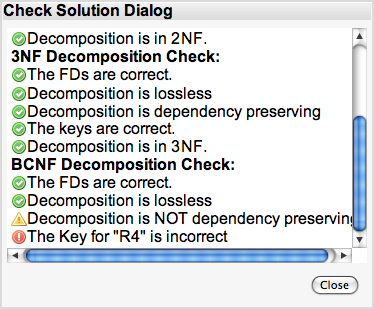 Check Solution Dialog
Decomposition is in 2NF.
3NF Decomposition Check:
The FDs are correct.
Decomposition is lossless
Decomposition is dependency preserving
The keys are correct.
Decomposition is in 3NF.
BCNF Decomposition Check:
The FDs are correct.
Decomposition is lossless
Decomposition is NOT dependency preserving
The Key for "R4" is incorrect
Close